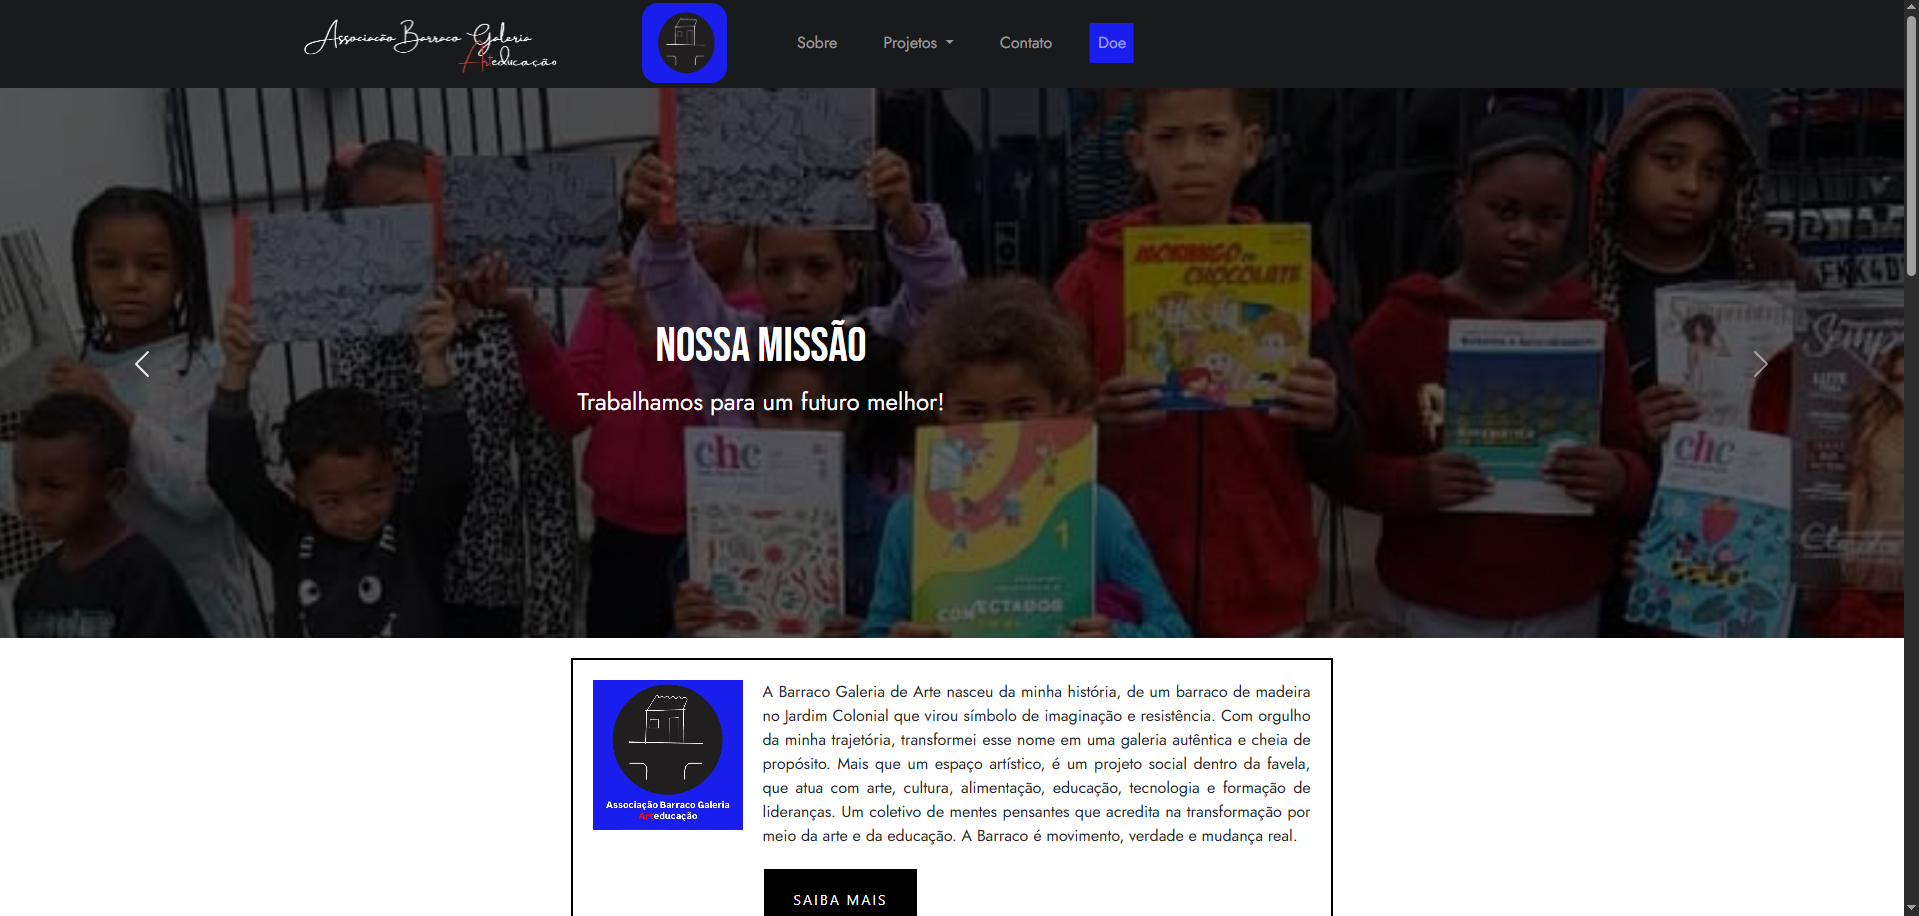 Associação Barraco Galeria
Arteducação
Sobre
Projetos
Contato
Doe
MORANGO
CHOCOLATE
NOSSA MISSÃO
Trabalhamos para um futuro melhor!
chc
chc
1
CONECTADOS
A Barraco Galeria de Arte nasceu da minha história, de um barraco de madeira
no Jardim Colonial que virou símbolo de imaginação e resistência. Com orgulho
da minha trajetória, transformei esse nome em uma galeria autêntica e cheia de
propósito. Mais que um espaço artístico, é um projeto social dentro da favela,
que atua com arte, cultura, alimentação, educação, tecnologia e formação de
lideranças. Um coletivo de mentes pensantes que acredita na transformação por
meio da arte e da educação. A Barraco é movimento, verdade e mudança real.
Associação Barraco Galeria
Arteducação
SAIBA MAIS